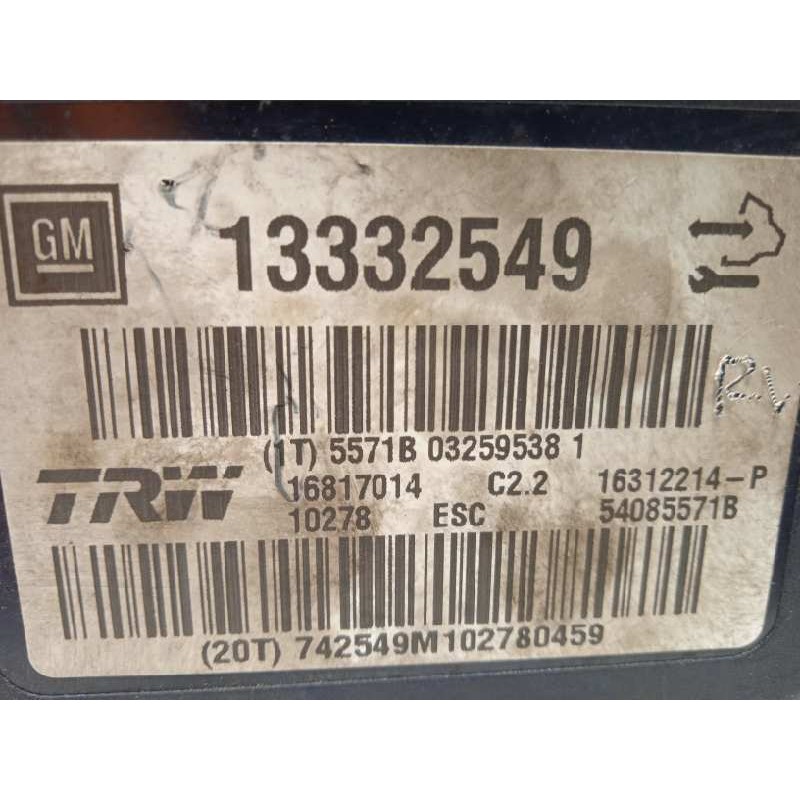 GM 13332549
(1T) 5571B 03259538 1
TRW 16817014 C2.2 16312214-P
10278 ESC 54085571B
(20T) 742549M102780459